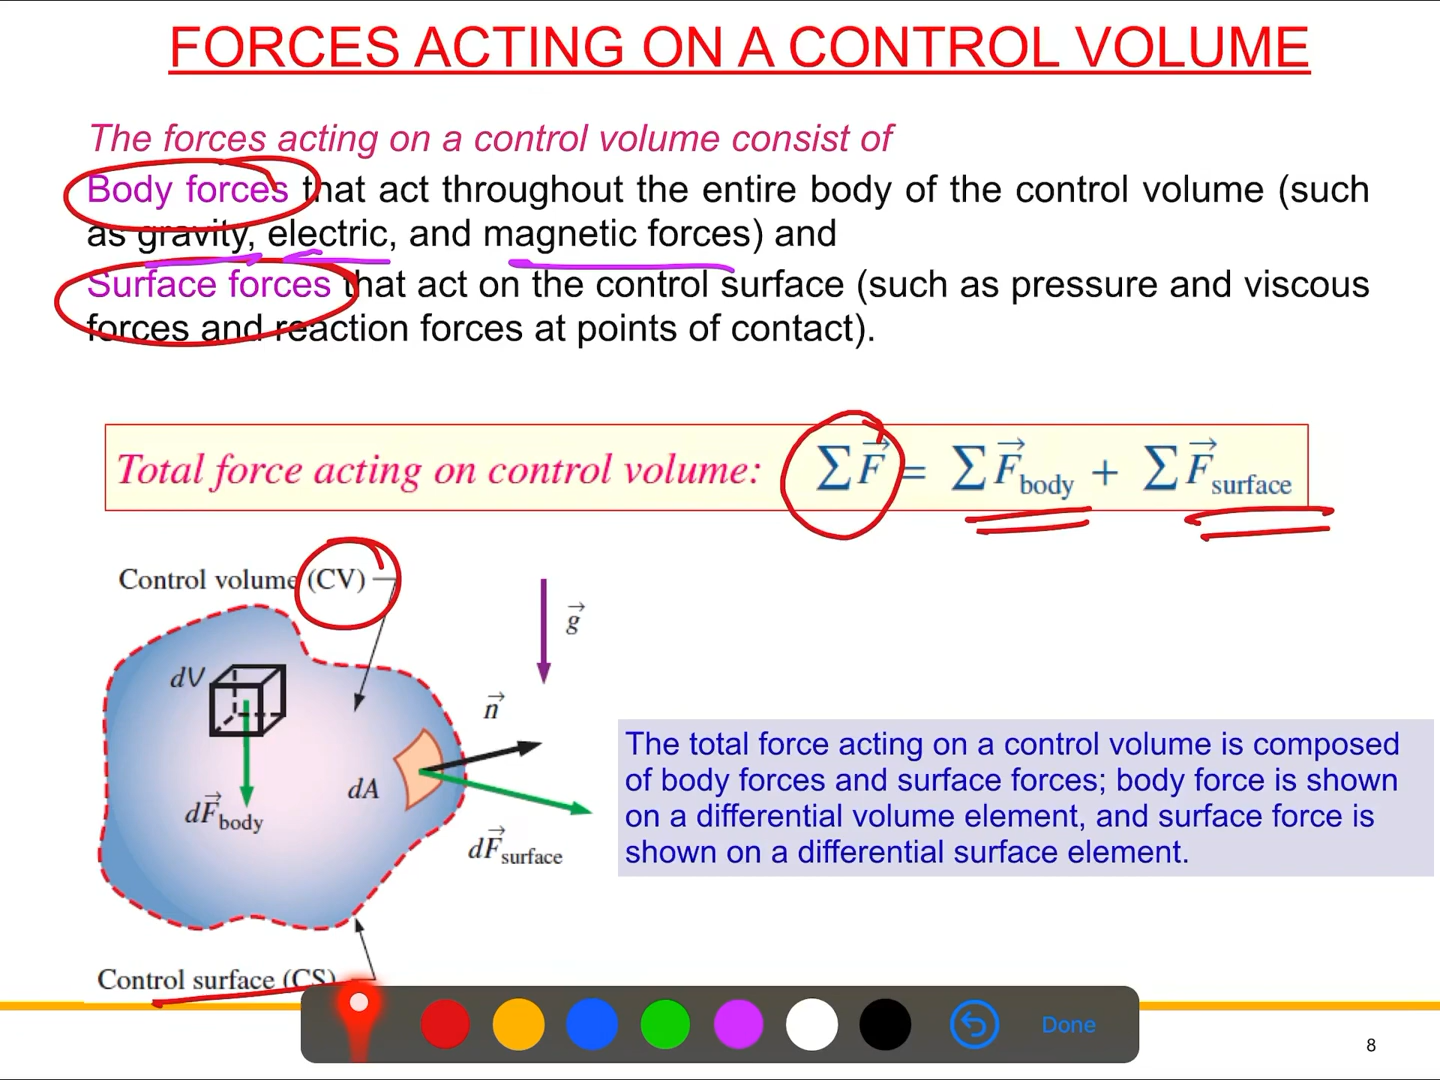 FORCES ACTING ON A CONTROL VOLUME
The forces acting on a control volume consist of
Body forces that act throughout the entire body of the control volume (such
as gravity, electric, and magnetic forces) and
Surface forces that act on the control surface (such as pressure and viscous
forces and reaction forces at points of contact).
Total force acting on control volume: ∑F⃗ = ∑F⃗body + ∑F⃗surface
Control volume (CV)
g⃗
dV
n⃗
dA
dF⃗body
dF⃗surface
The total force acting on a control volume is composed
of body forces and surface forces; body force is shown
on a differential volume element, and surface force is
shown on a differential surface element.
Control surface (CS)
Done
8